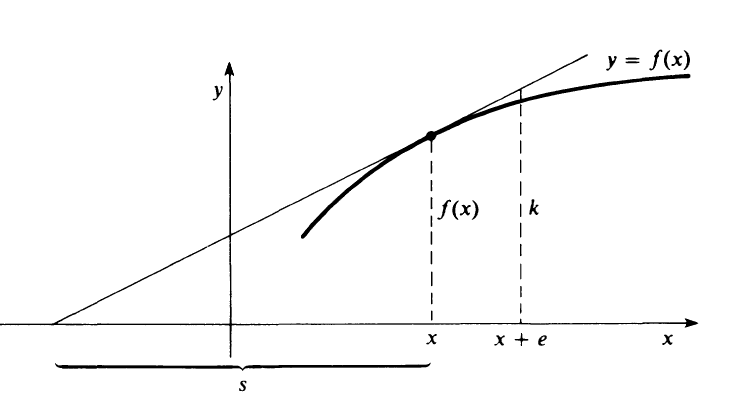 y = f(x)
y
f(x)
k
x
x + e
x
s